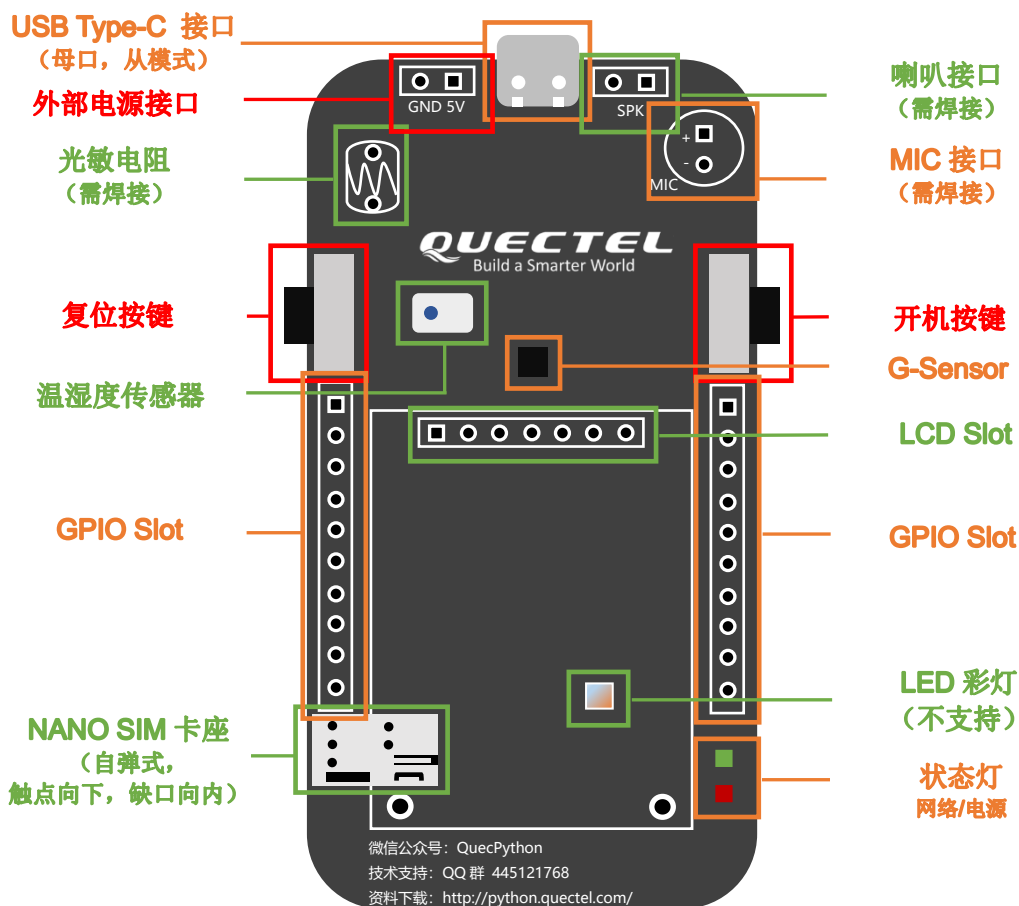 USB Type-C 接口
（母口，从模式）
外部电源接口
光敏电阻
（需焊接）
复位按键
温湿度传感器
GPIO Slot
NANO SIM 卡座
（自弹式，
触点向下，缺口向内）
GND 5V
SPK
+
-
MIC
QUECTEL
Build a Smarter World
喇叭接口
（需焊接）
MIC 接口
（需焊接）
开机按键
G-Sensor
LCD Slot
GPIO Slot
LED 彩灯
（不支持）
状态灯
网络/电源
微信公众号：QuecPython
技术支持：QQ 群 445121768
资料下载：http://python.quectel.com/